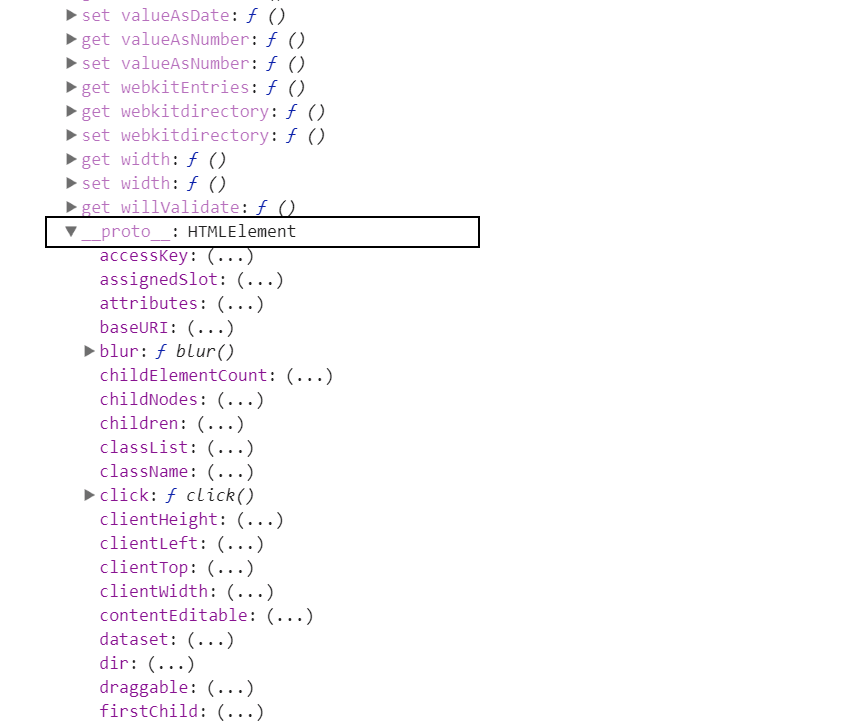 set valueAsDate: ƒ ()
get valueAsNumber: ƒ ()
set valueAsNumber: ƒ ()
get webkitEntries: ƒ ()
get webkitdirectory: ƒ ()
set webkitdirectory: ƒ ()
get width: ƒ ()
set width: ƒ ()
get willValidate: ƒ ()
__proto__: HTMLElement
accessKey: (...)
assignedSlot: (...)
attributes: (...)
baseURI: (...)
blur: ƒ blur()
childElementCount: (...)
childNodes: (...)
children: (...)
classList: (...)
className: (...)
click: ƒ click()
clientHeight: (...)
clientLeft: (...)
clientTop: (...)
clientWidth: (...)
contentEditable: (...)
dataset: (...)
dir: (...)
draggable: (...)
firstChild: (...)